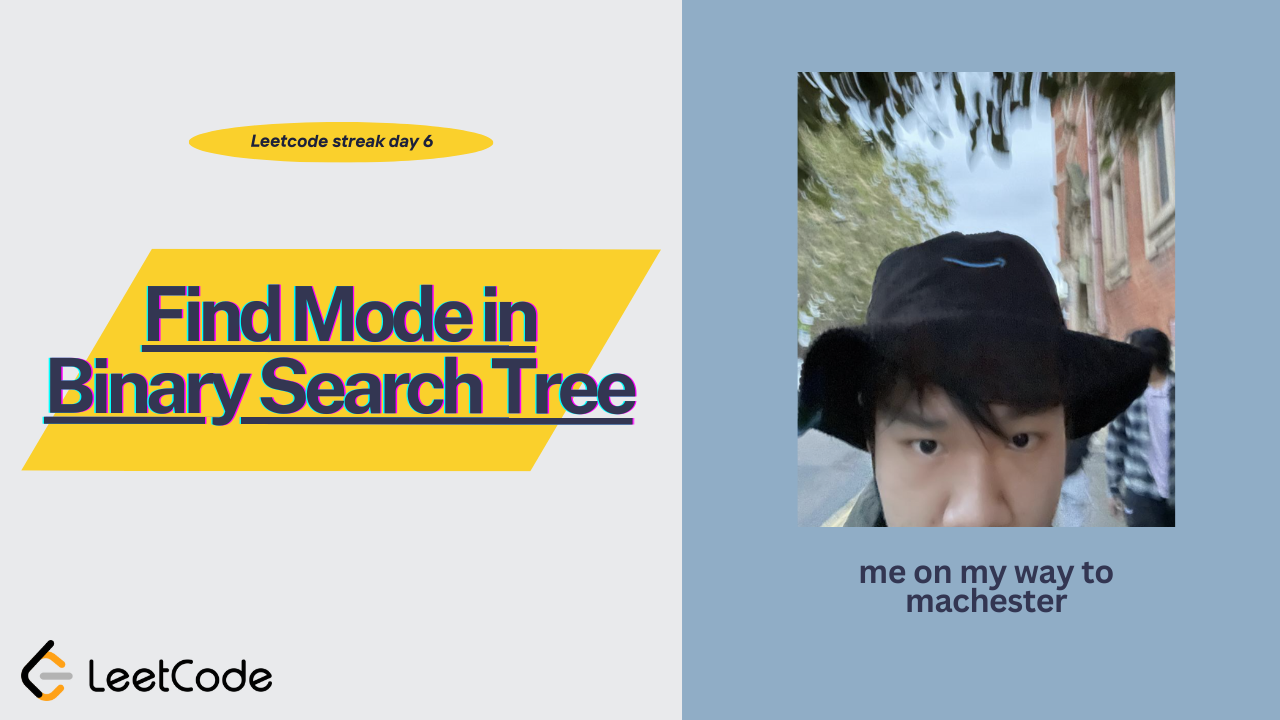 Leetcode streak day 6
Find Mode in
Binary Search Tree
LeetCode
me on my way to
machester